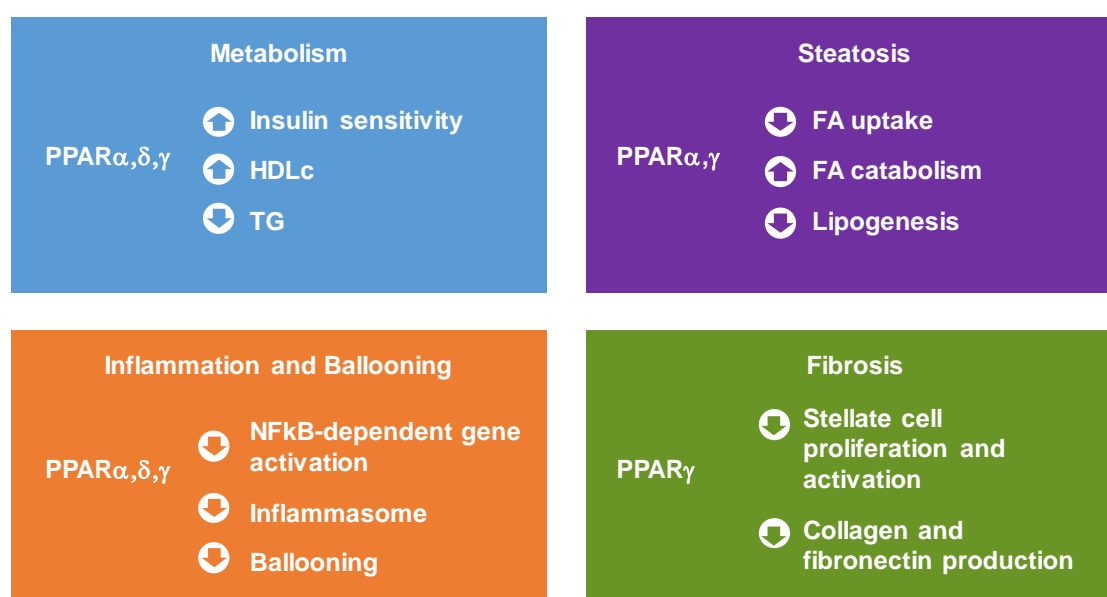 Metabolism
PPARα,δ,γ
Insulin sensitivity
HDLc
TG
Steatosis
PPARα,γ
FA uptake
FA catabolism
Lipogenesis
Inflammation and Ballooning
PPARα,δ,γ
NFkB-dependent gene
activation
Inflammasome
Ballooning
Fibrosis
PPARγ
Stellate cell
proliferation and
activation
Collagen and
fibronectin production